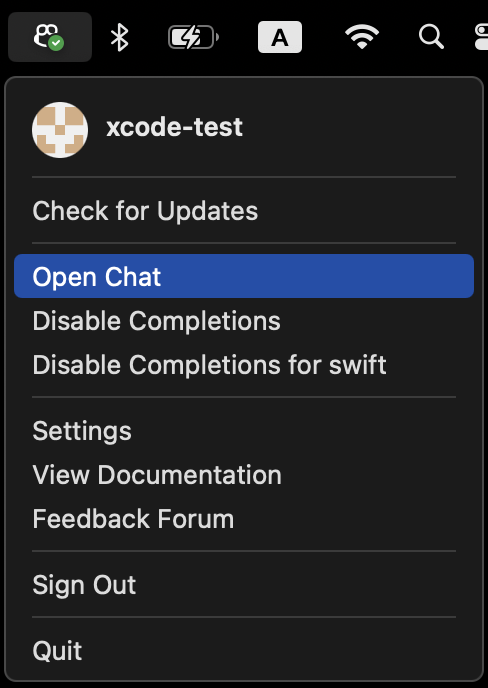 A
xcode-test
Check for Updates
Open Chat
Disable Completions
Disable Completions for swift
Settings
View Documentation
Feedback Forum
Sign Out
Quit